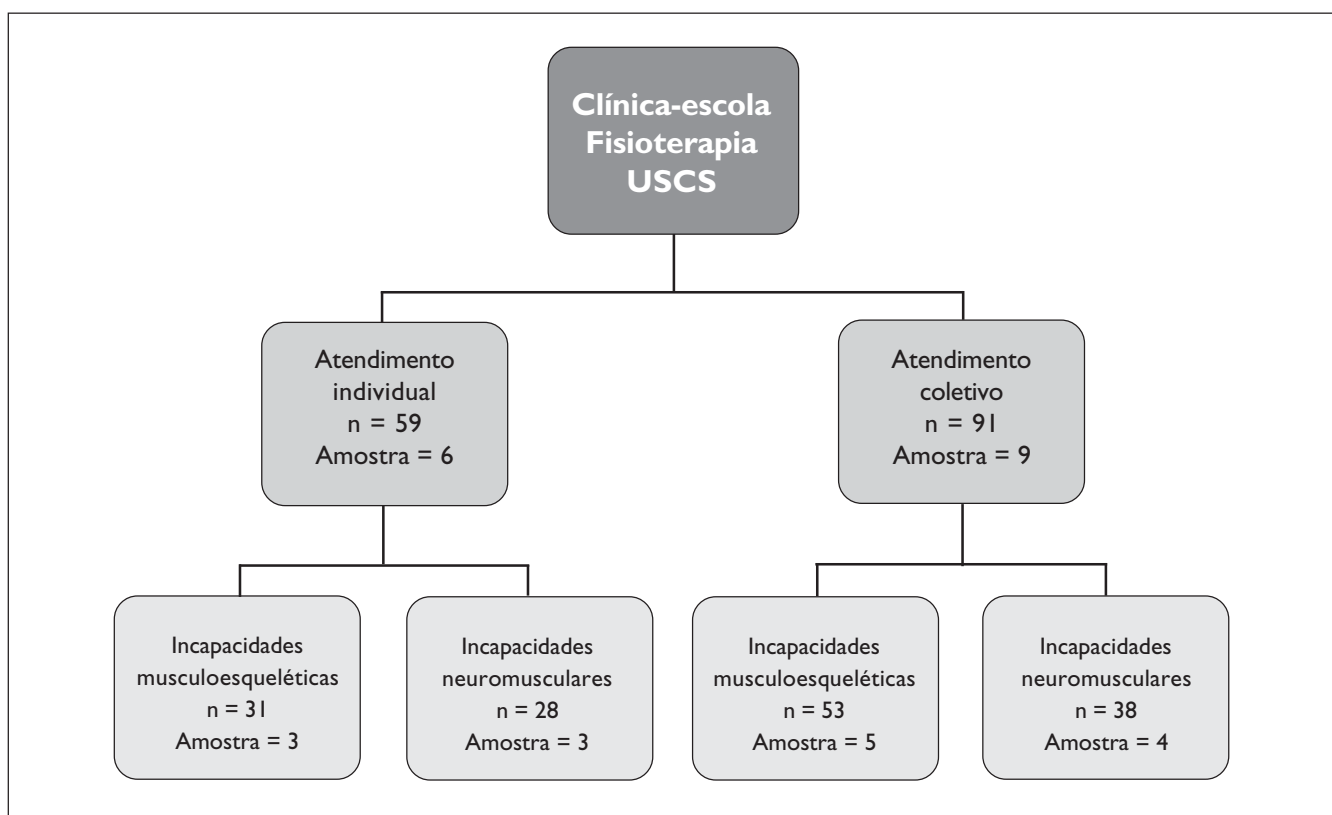 Clínica-escola
Fisioterapia
USCS
Atendimento
individual
n = 59
Amostra = 6
Atendimento
coletivo
n = 91
Amostra = 9
Incapacidades
musculoesqueléticas
n = 31
Amostra = 3
Incapacidades
neuromusculares
n = 28
Amostra = 3
Incapacidades
musculoesqueléticas
n = 53
Amostra = 5
Incapacidades
neuromusculares
n = 38
Amostra = 4